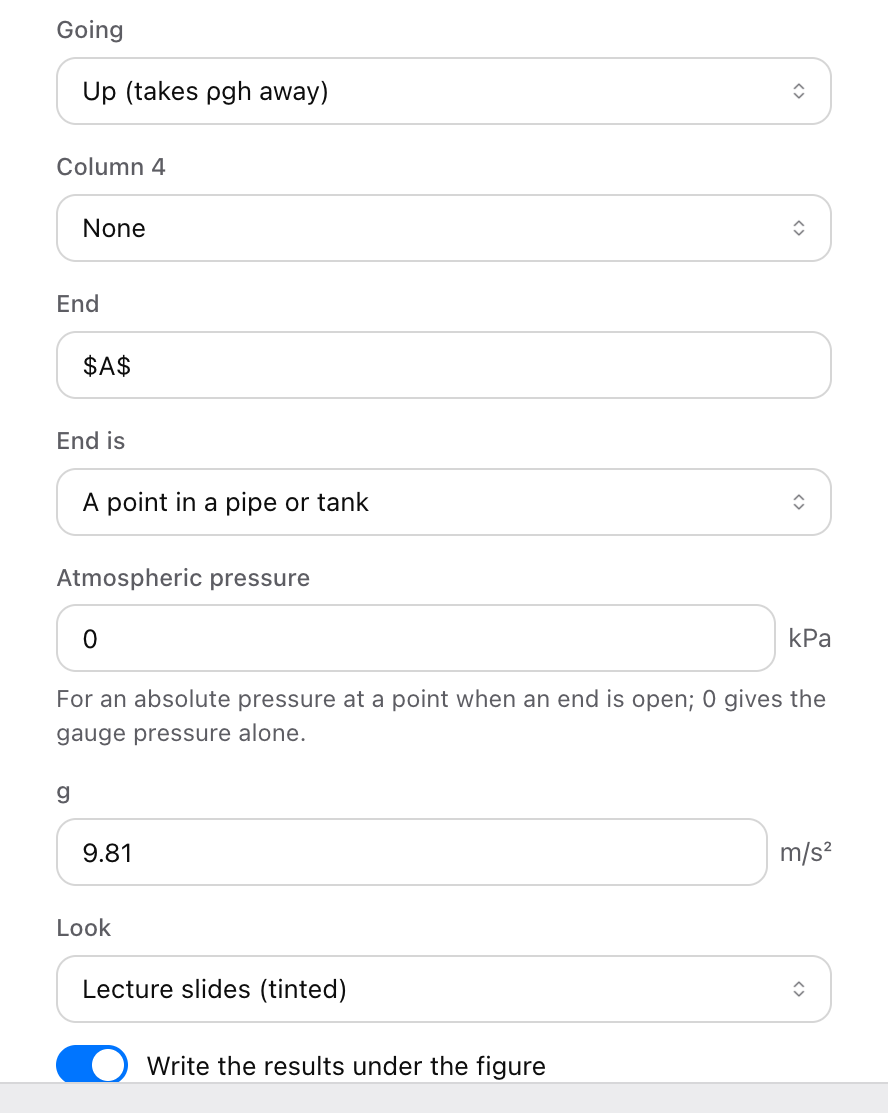 Going
Up (takes ρgh away)
Column 4
None
End
$A$
End is
A point in a pipe or tank
Atmospheric pressure
0
kPa
For an absolute pressure at a point when an end is open; 0 gives the
gauge pressure alone.
g
9.81
m/s²
Look
Lecture slides (tinted)
Write the results under the figure